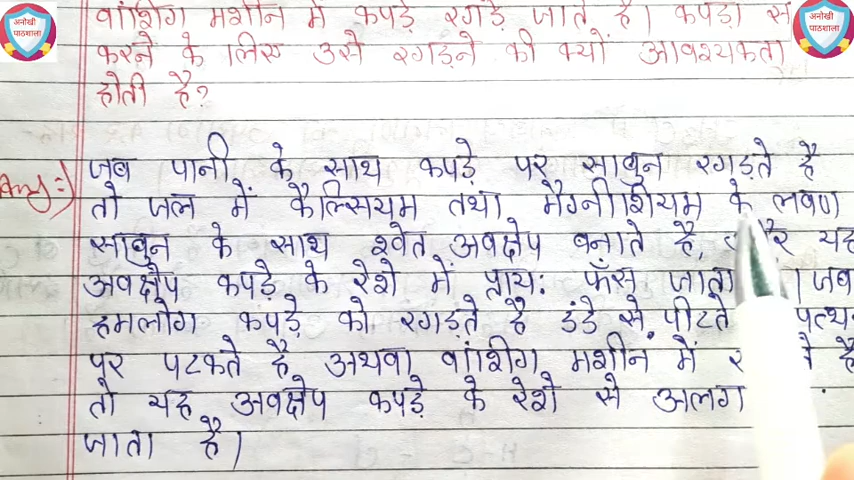 अनोखी पाठशाला
अनोखी पाठशाला
वाशिंग मशीन में कपड़े रगड़े जाते है। कपड़ा स
करने के लिए उसे रगड़ने की क्यों आवश्यकता
होती है?
Ans:) जब पानी के साथ कपड़े पर साबुन रगड़ते है
तो जल में कैल्सियम तथा मैग्नीशियम के लवण
साबुन के साथ श्वेत अवक्षेप बनाते है, यह
अवक्षेप कपड़े के रेशे में प्राय: फँस जाता । जब
हमलोग कपड़े को रगड़ते है डंडे से पीटते पत्थ
पर पटकते है अथवा वाशिंग मशीन में है
तो यह अवक्षेप कपड़े के रेशे से अलग
जाता है।